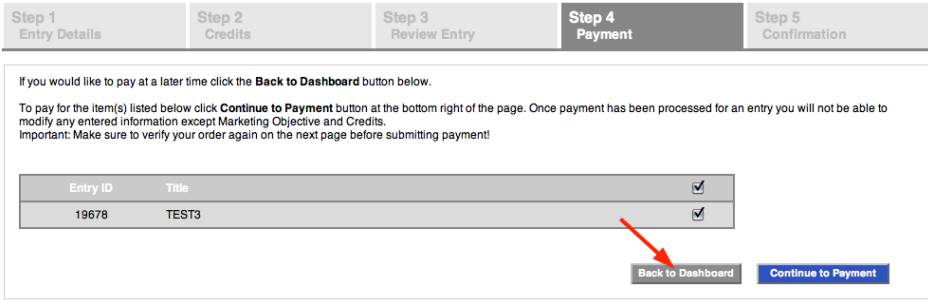 Step 1
Entry Details
Step 2
Credits
Step 3
Review Entry
Step 4
Payment
Step 5
Confirmation
If you would like to pay at a later time click the Back to Dashboard button below.
To pay for the item(s) listed below click Continue to Payment button at the bottom right of the page. Once payment has been processed for an entry you will not be able to
modify any entered information except Marketing Objective and Credits.
Important: Make sure to verify your order again on the next page before submitting payment!
Entry ID Title
19678 TEST3
Back to Dashboard Continue to Payment